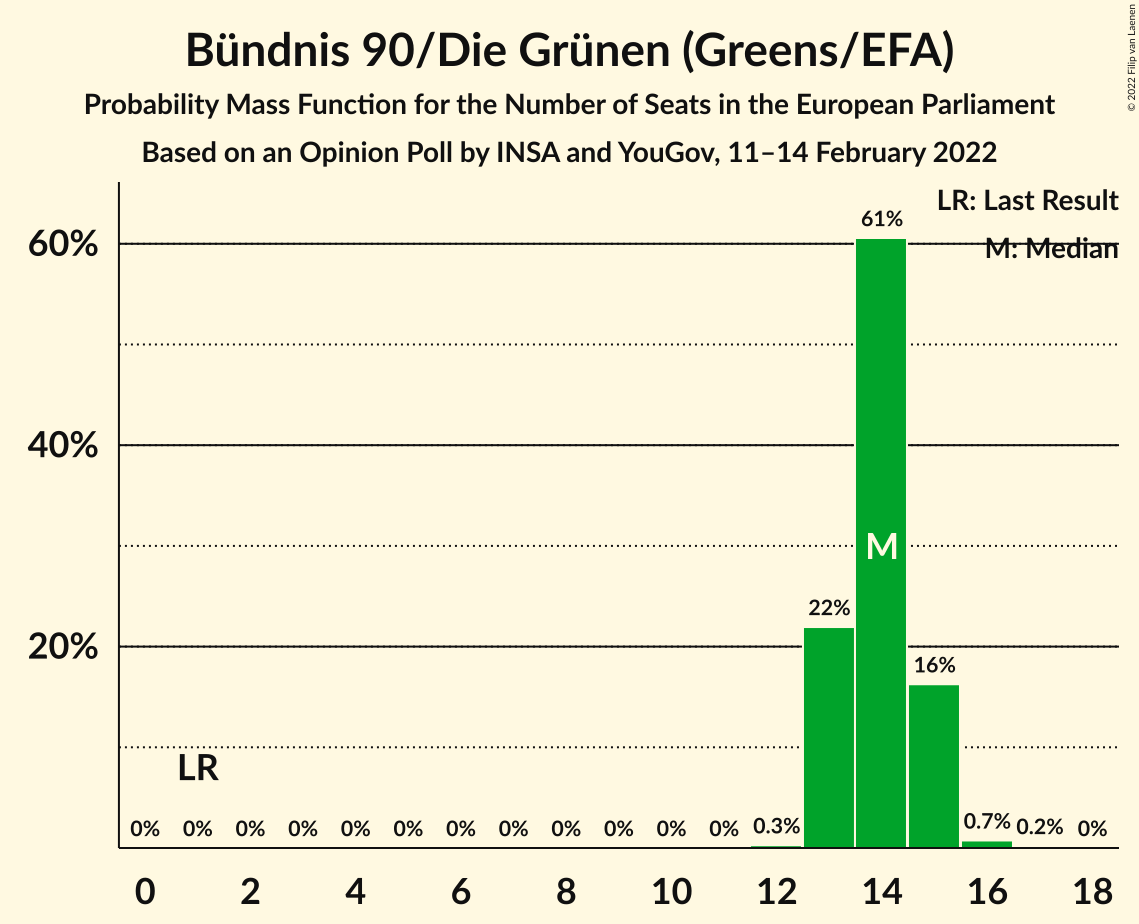 Bündnis 90/Die Grünen (Greens/EFA)
Probability Mass Function for the Number of Seats in the European Parliament
Based on an Opinion Poll by INSA and YouGov, 11–14 February 2022
© 2022 Filip van Laenen
LR: Last Result
M: Median
60%
40%
20%
61%
M
22%
16%
LR
0% 0% 0% 0% 0% 0% 0% 0% 0% 0% 0% 0% 0.3% 0.7% 0.2% 0%
0 2 4 6 8 10 12 14 16 18